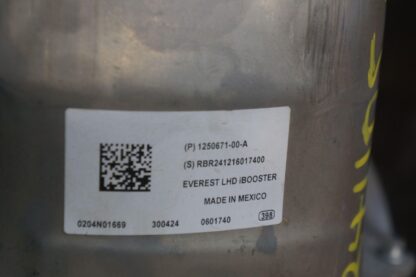 (P) 1250671-00-A
(S) RBR241216017400
EVEREST LHD iBOOSTER
MADE IN MEXICO
0204N01669 300424 0601740 398